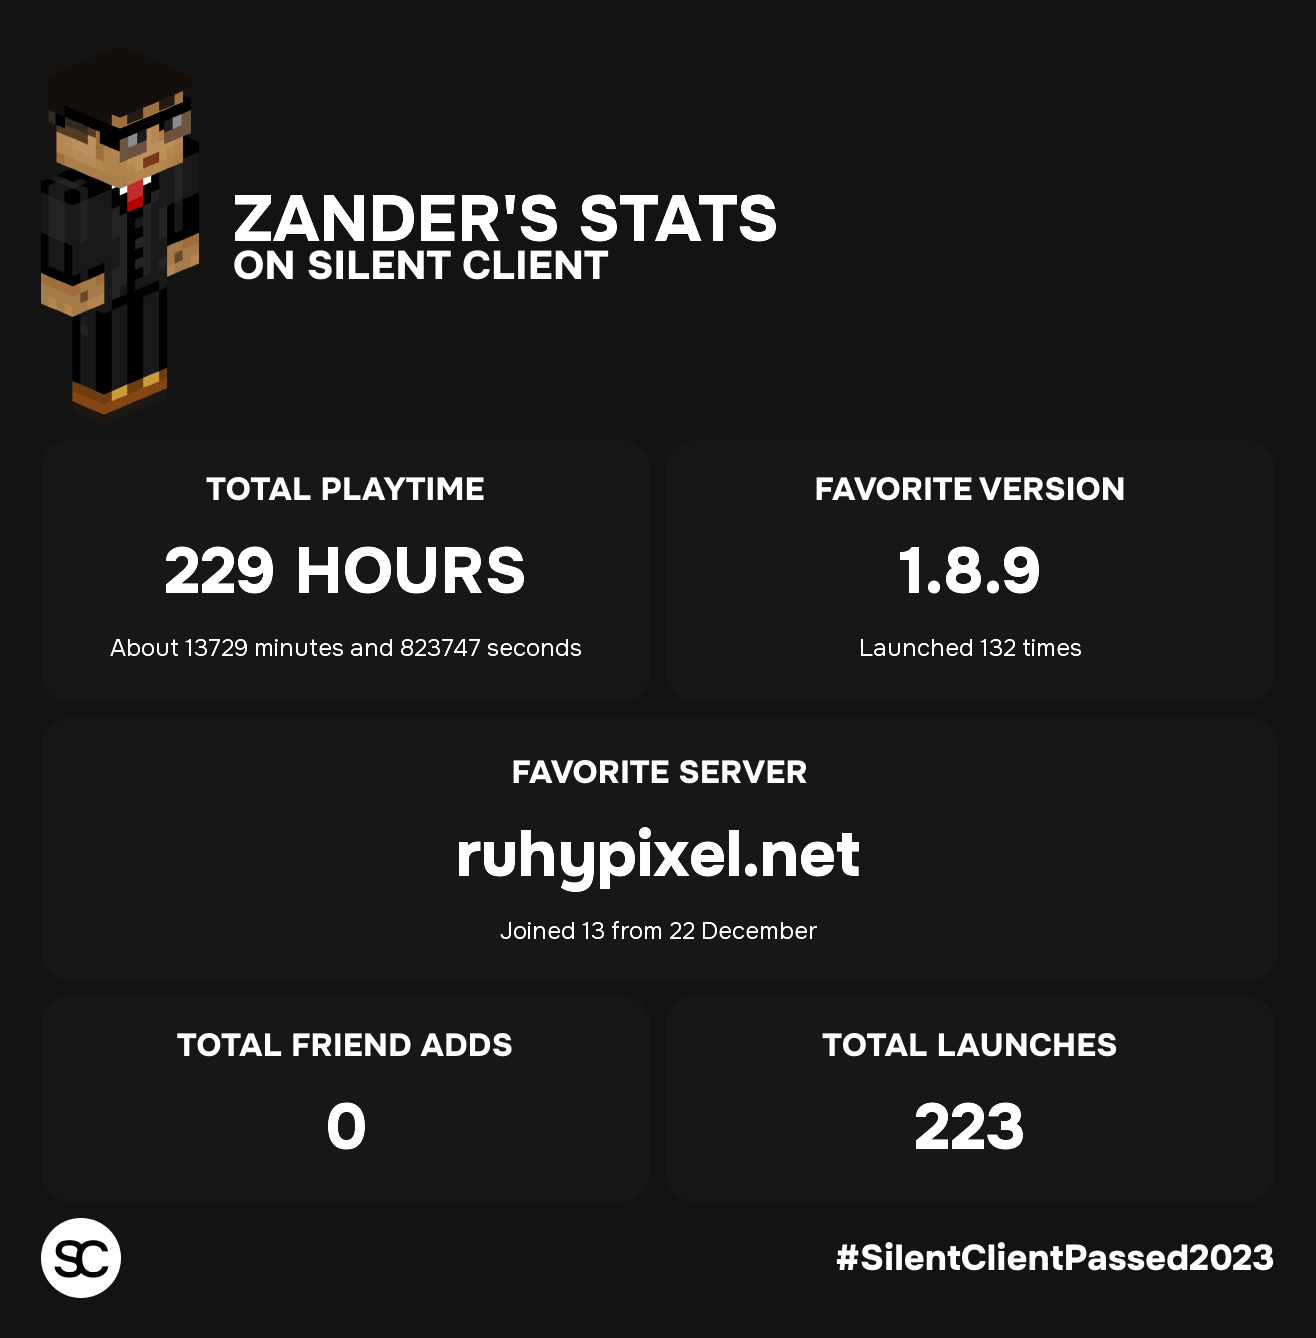 ZANDER'S STATS
ON SILENT CLIENT
TOTAL PLAYTIME
229 HOURS
About 13729 minutes and 823747 seconds
FAVORITE VERSION
1.8.9
Launched 132 times
FAVORITE SERVER
ruhypixel.net
Joined 13 from 22 December
TOTAL FRIEND ADDS
0
TOTAL LAUNCHES
223
SC
#SilentClientPassed2023